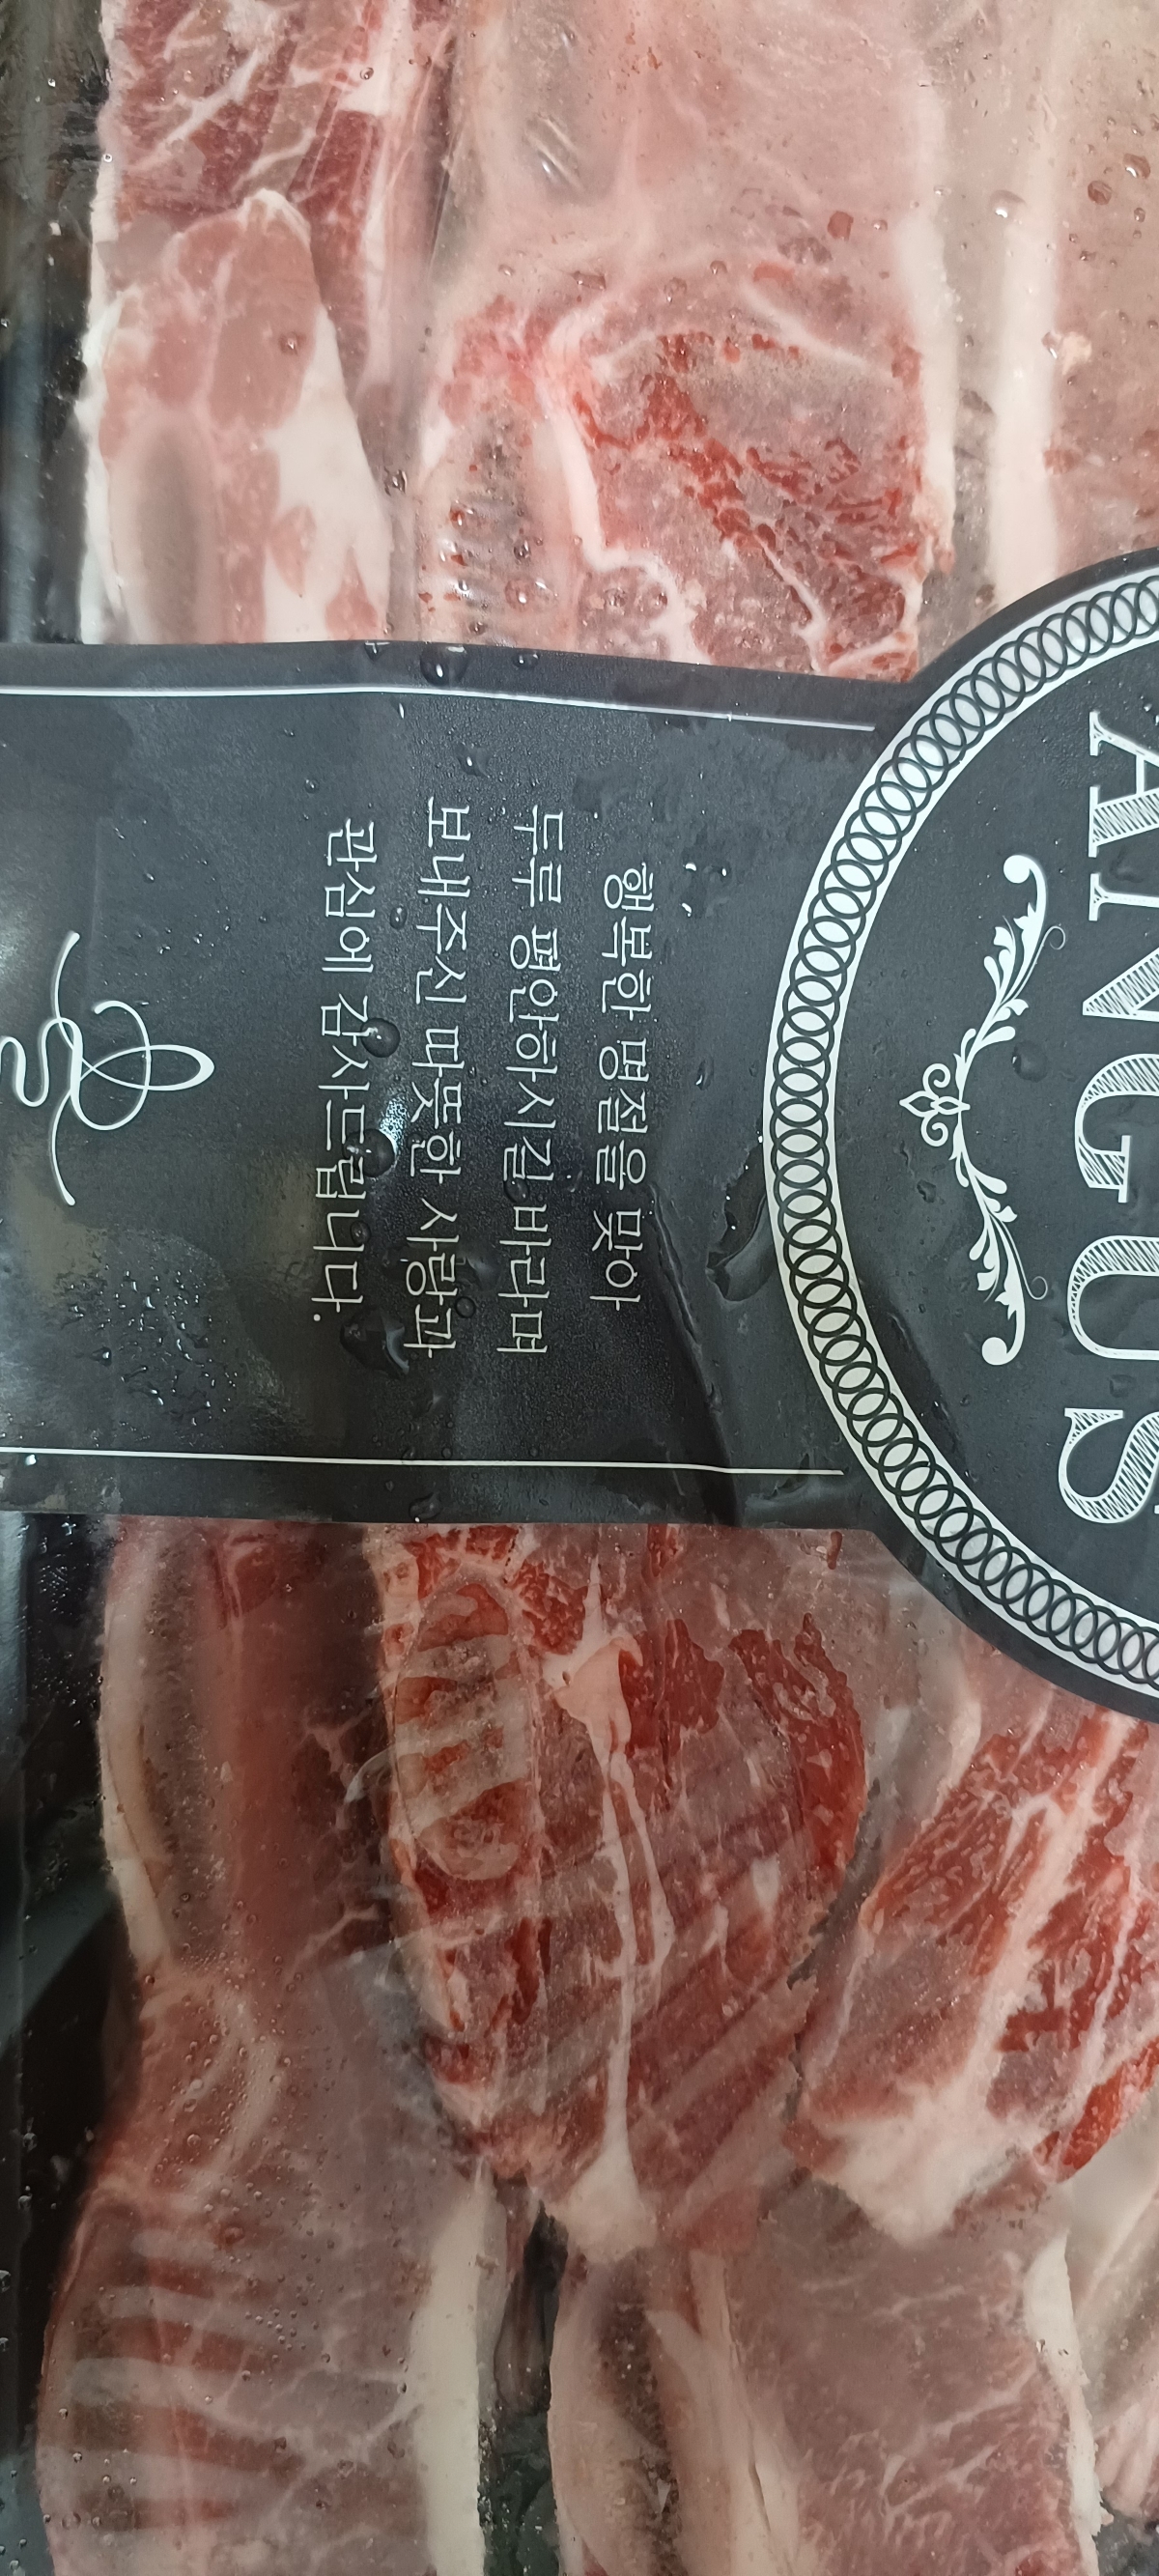 ANGUS
행복한 명절을 맞아
두루 평안하시길 바라며
보내주신 따뜻한 사랑과
관심에 감사드립니다.